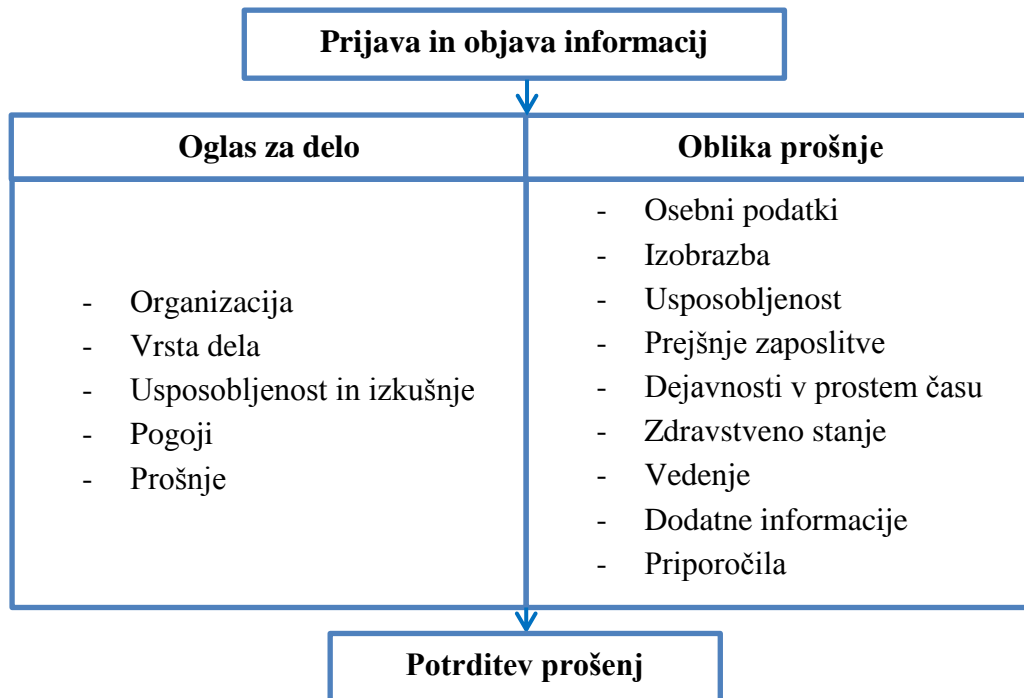 Prijava in objava informacij
Oglas za delo
- Organizacija
- Vrsta dela
- Usposobljenost in izkušnje
- Pogoji
- Prošnje
Oblika prošnje
- Osebni podatki
- Izobrazba
- Usposobljenost
- Prejšnje zaposlitve
- Dejavnosti v prostem času
- Zdravstveno stanje
- Vedenje
- Dodatne informacije
- Priporočila
Potrditev prošenj